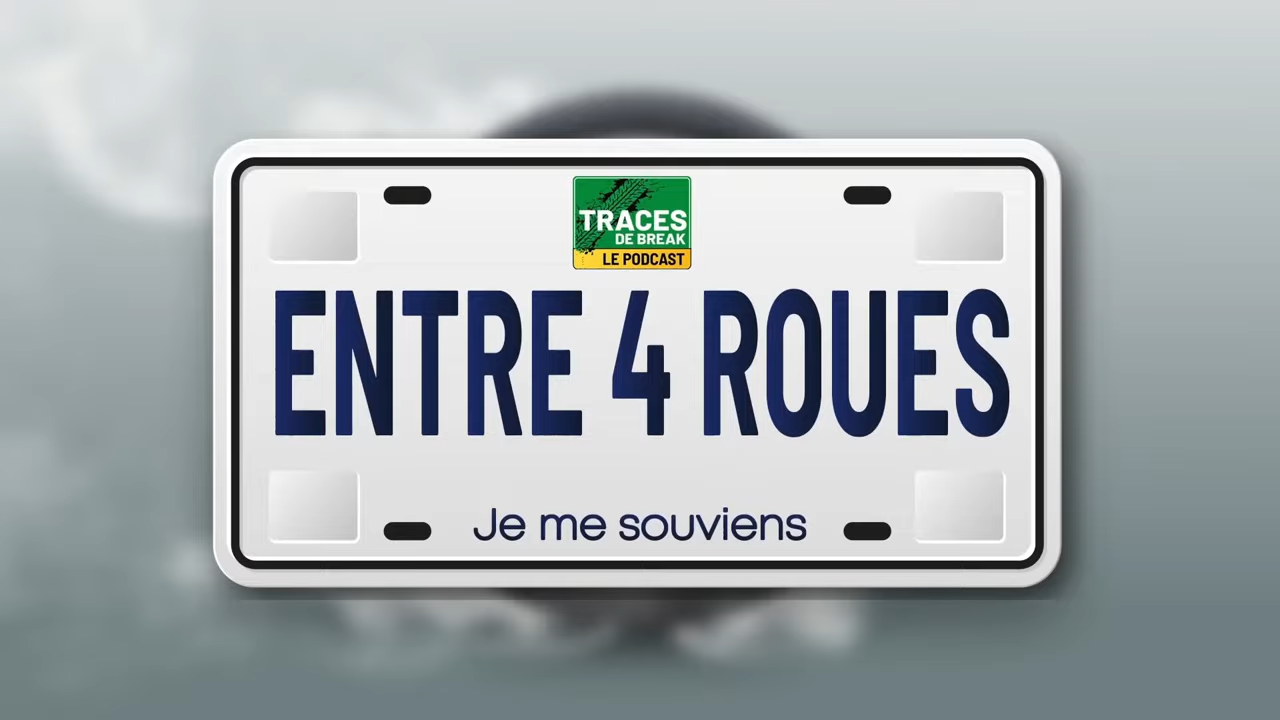 TRACES
DE BREAK
LE PODCAST
ENTRE 4 ROUES
Je me souviens